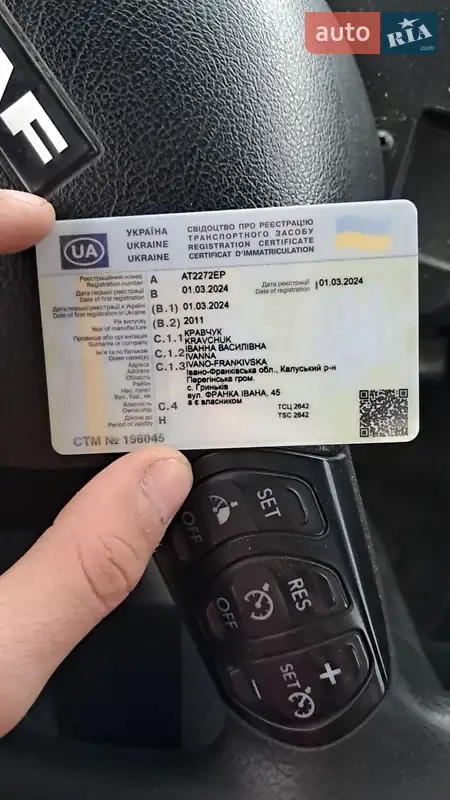 auto RIA.com
AF
УКРАЇНА
UKRAINE
UKRAINE
UA
СВІДОЦТВО ПРО РЕЄСТРАЦІЮ
ТРАНСПОРТНОГО ЗАСОБУ
REGISTRATION CERTIFICATE
CERTIFICAT D'IMMATRICULATION
Реєстраційний номер
Registration number
A AT2272EP
Дата першої реєстрації
Date of first registration
B 01.03.2024
Дата реєстрації
Date of registration
I 01.03.2024
Дата першої реєстрації в Україні
Date of first registration in Ukraine
(B.1) 01.03.2024
Рік випуску
Year of manufacture
(B.2) 2011
Прізвище або організація
Surname or company
C.1.1 КРАВЧУК
KRAVCHUK
Ім'я та по батькові
Given name(s)
C.1.2 ІВАННА ВАСИЛІВНА
IVANNA
Адреса
Address
C.1.3 IVANO-FRANKIVSKA
Область
Район
Нас. пункт
Вул., буд., кв.
Івано-Франківська обл., Калуський р-н
Перегінська гром.
с. Гриньків
вул. ФРАНКА ІВАНА, 45
Власність
Ownership
C.4 а є власником
Дійсне до
Period of validity
H
ТСЦ 2642
TSC 2642
СТМ № 196045
SET
OFF
RES
OFF
+
SET
−